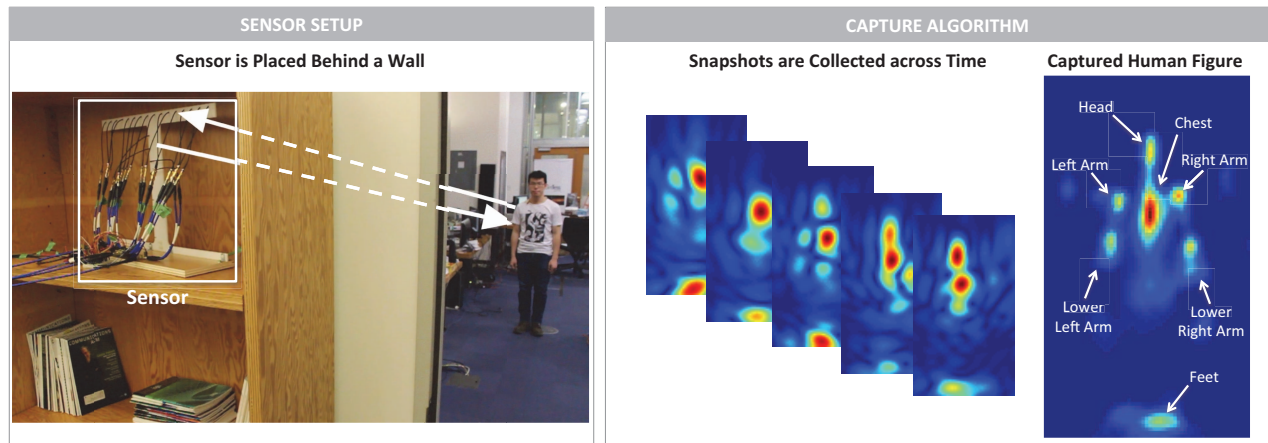 SENSOR SETUP
Sensor is Placed Behind a Wall
Sensor
COMMUNICATIONS
CAPTURE ALGORITHM
Snapshots are Collected across Time
Captured Human Figure
Head
Chest
Left Arm
Right Arm
Lower
Left Arm
Lower
Right Arm
Feet